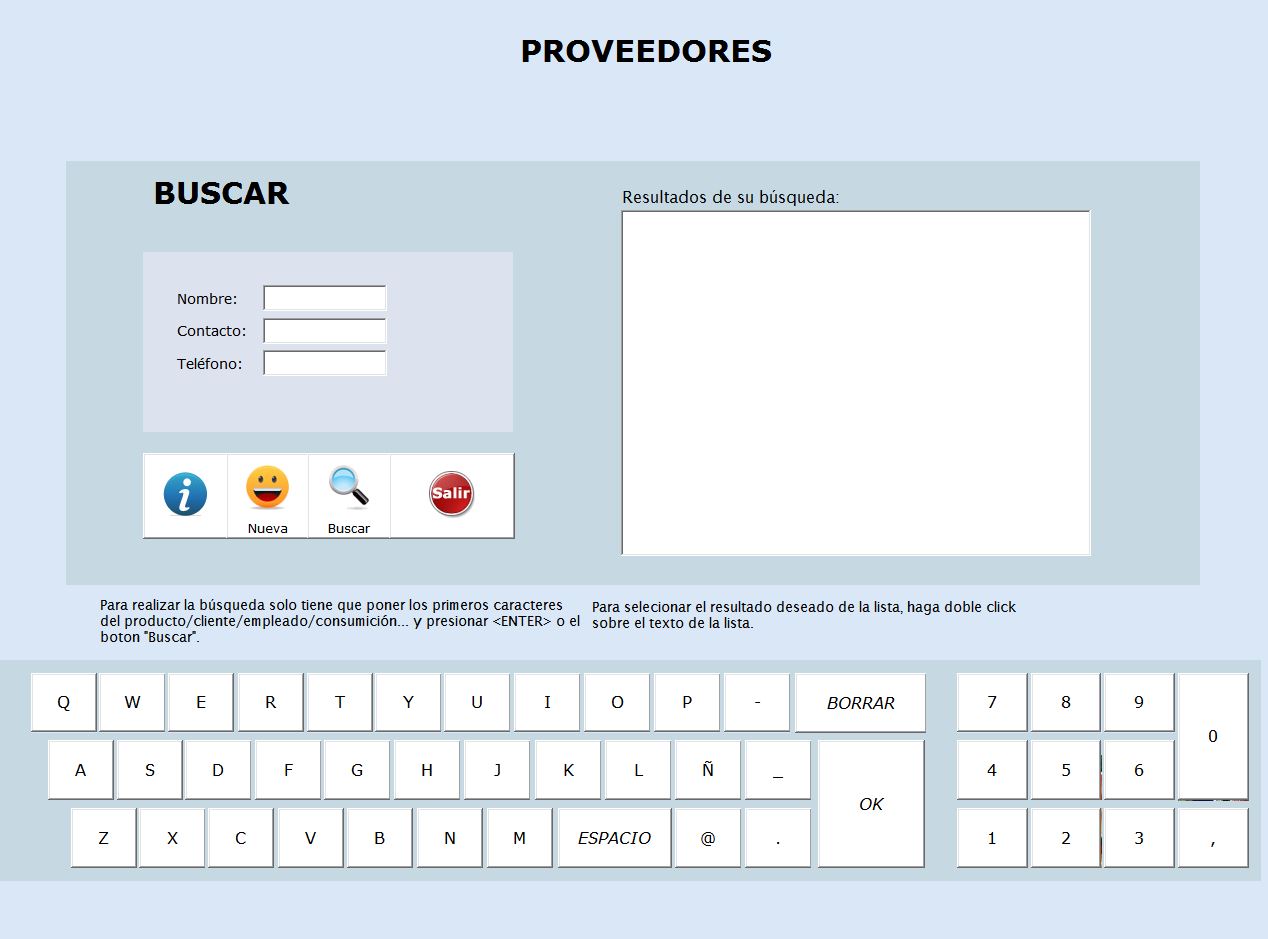 PROVEEDORES
BUSCAR
Resultados de su búsqueda:
Nombre:
Contacto:
Teléfono:
i
Salir
Nueva
Buscar
Para realizar la búsqueda solo tiene que poner los primeros caracteres
del producto/cliente/empleado/consumición... y presionar <ENTER> o el
boton "Buscar".
Para selecionar el resultado deseado de la lista, haga doble click
sobre el texto de la lista.
Q W E R T Y U I O P - BORRAR 7 8 9 0
A S D F G H J K L Ñ _ OK 4 5 6
Z X C V B N M ESPACIO @ . 1 2 3 ,